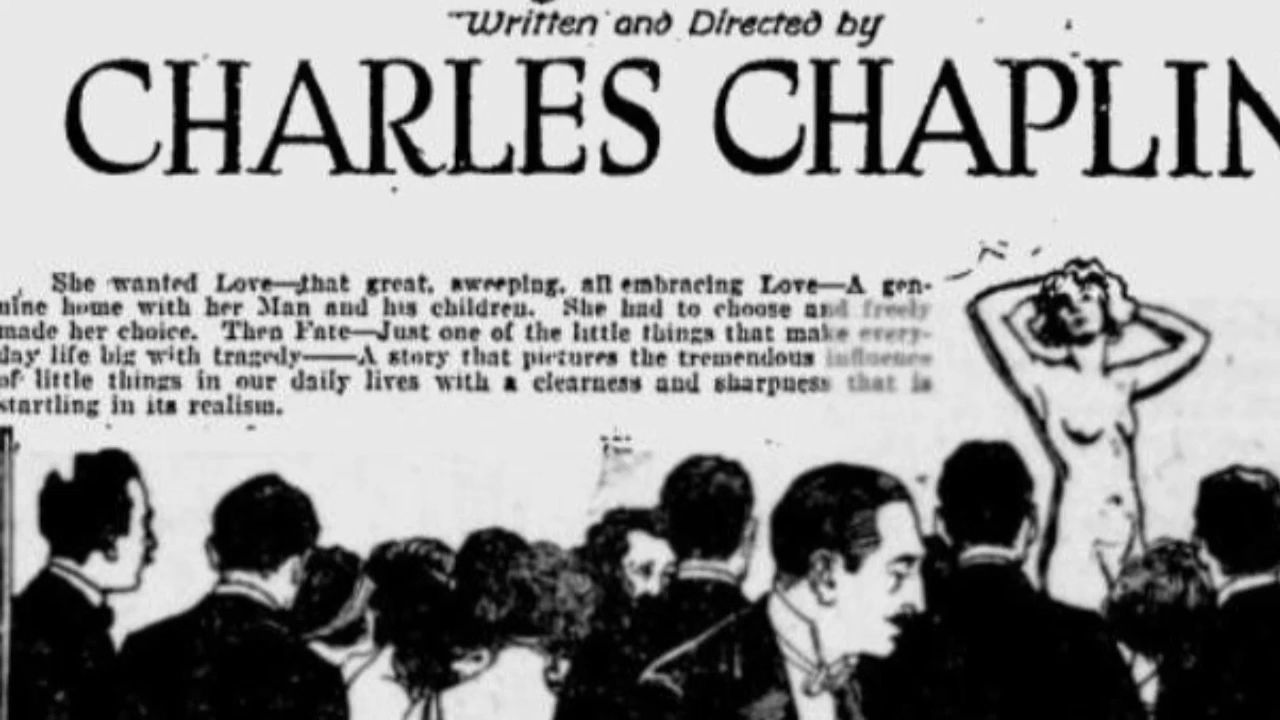 Written and Directed by
CHARLES CHAPLIN
She wanted Love—that great, sweeping, all embracing Love—A gen-
uine home with her Man and his children. She had to choose and freely
made her choice. Then Fate—Just one of the little things that make every-
day life big with tragedy——A story that pictures the tremendous influence
of little things in our daily lives with a clearness and sharpness that is
startling in its realism.